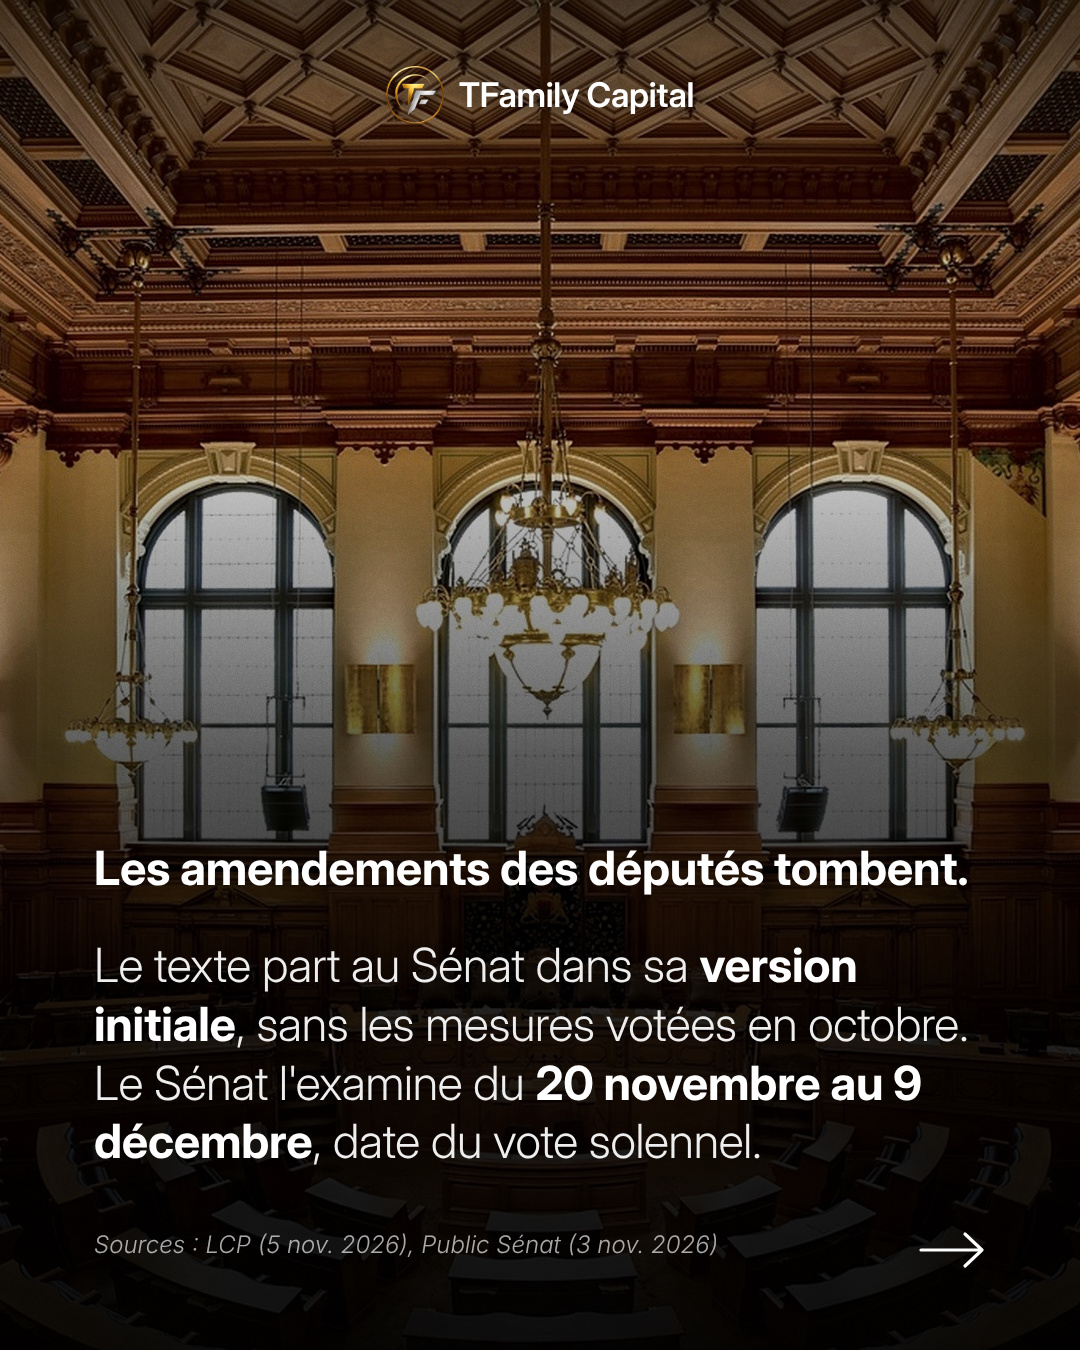 TFamily Capital
Les amendements des députés tombent.
Le texte part au Sénat dans sa version
initiale, sans les mesures votées en octobre.
Le Sénat l'examine du 20 novembre au 9
décembre, date du vote solennel.
Sources : LCP (5 nov. 2026), Public Sénat (3 nov. 2026)